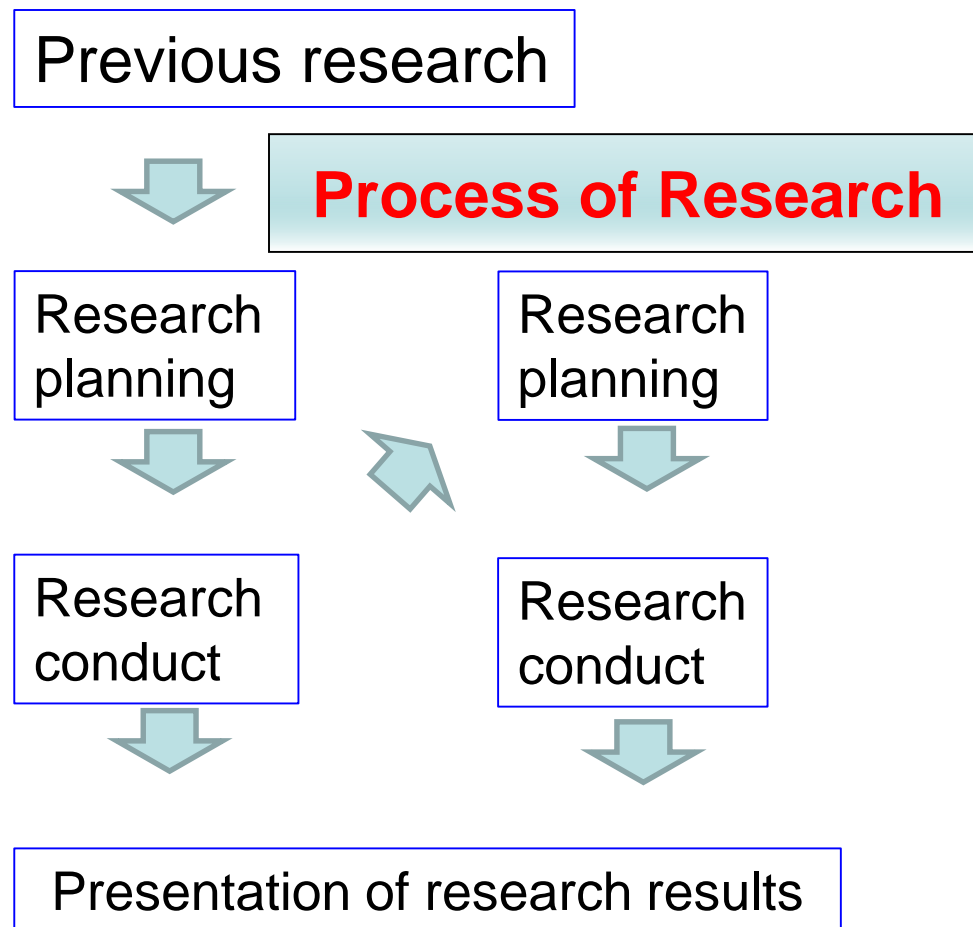 Previous research
Process of Research
Research
planning
Research
planning
Research
conduct
Research
conduct
Presentation of research results